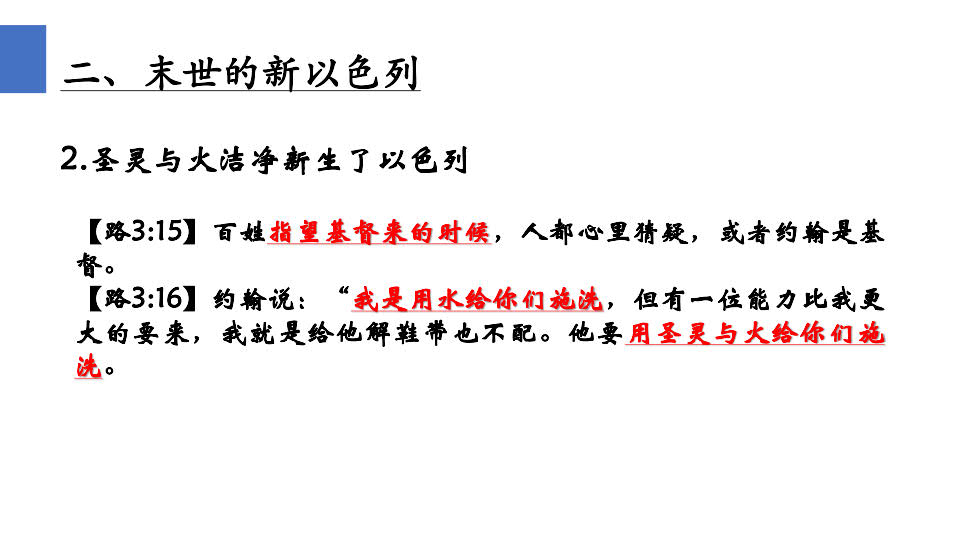 二、末世的新以色列
2.圣灵与火洁净新生了以色列
【路3:15】百姓指望基督来的时候，人都心里猜疑，或者约翰是基
督。
【路3:16】约翰说：“我是用水给你们施洗，但有一位能力比我更
大的要来，我就是给他解鞋带也不配。他要用圣灵与火给你们施
洗。